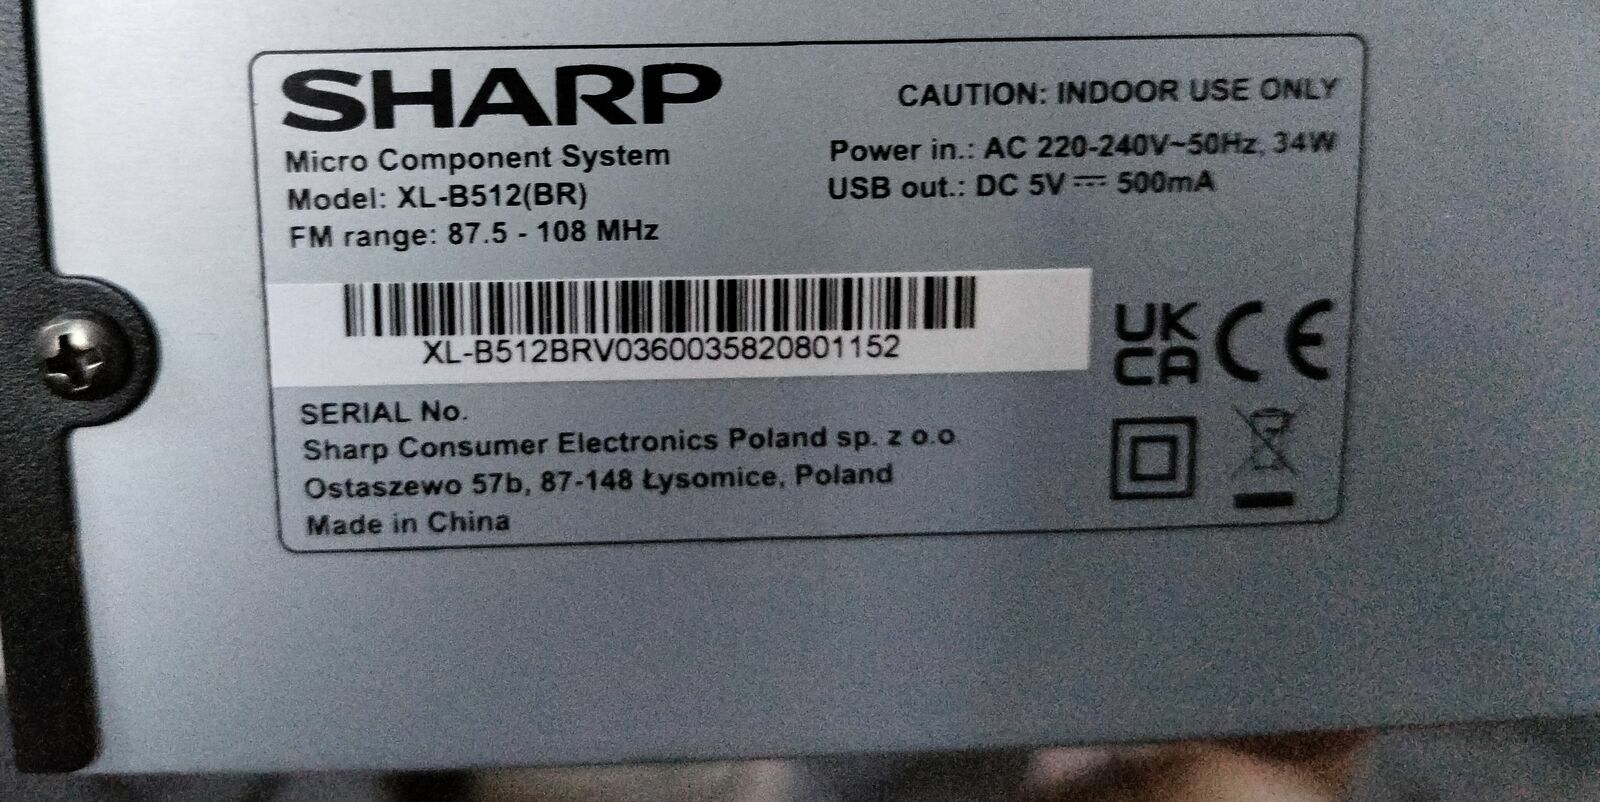 SHARP
Micro Component System
Model: XL-B512(BR)
FM range: 87.5 - 108 MHz
CAUTION: INDOOR USE ONLY
Power in.: AC 220-240V~50Hz, 34W
USB out.: DC 5V ⎓ 500mA
XL-B512BRV0360035820801152
UK
CA
CE
SERIAL No.
Sharp Consumer Electronics Poland sp. z o.o
Ostaszewo 57b, 87-148 Łysomice, Poland
Made in China